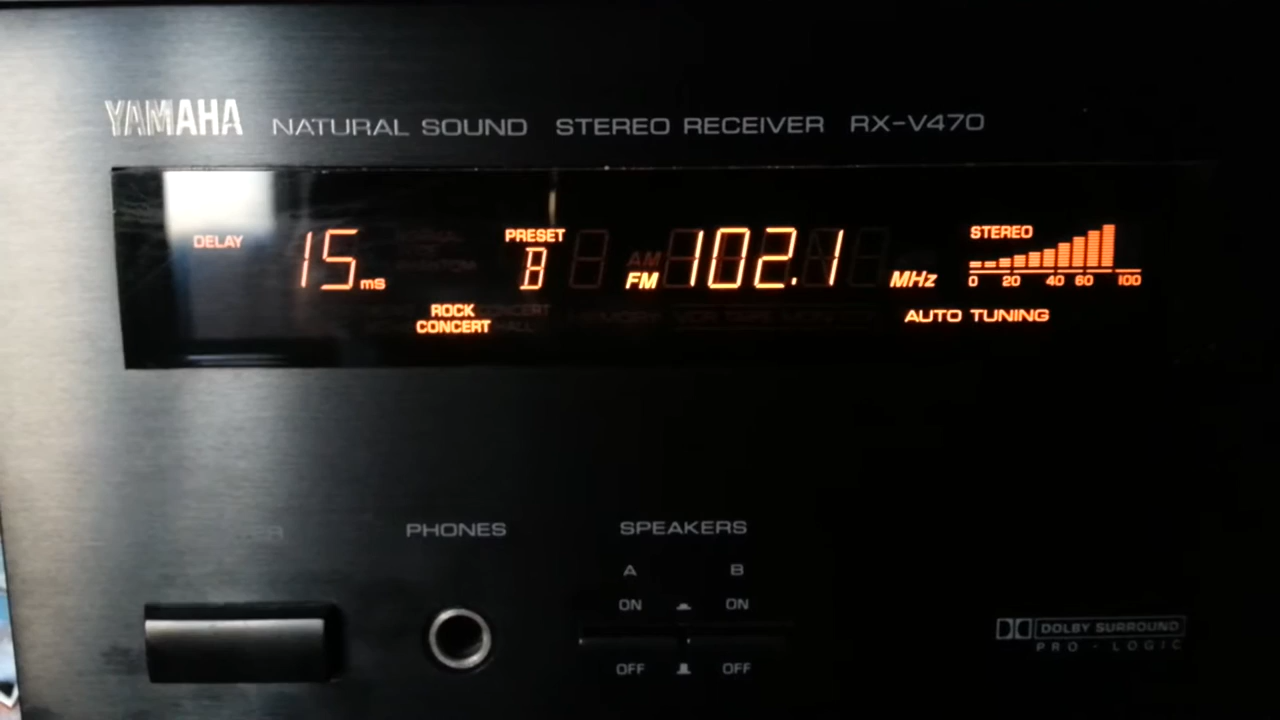 YAMAHA NATURAL SOUND STEREO RECEIVER RX-V470
DELAY 15 ms PRESET B AM FM 102.1 MHz STEREO
0 20 40 60 100
ROCK CONCERT AUTO TUNING
PHONES SPEAKERS
A B
ON ON
OFF OFF
DOLBY SURROUND
PRO - LOGIC